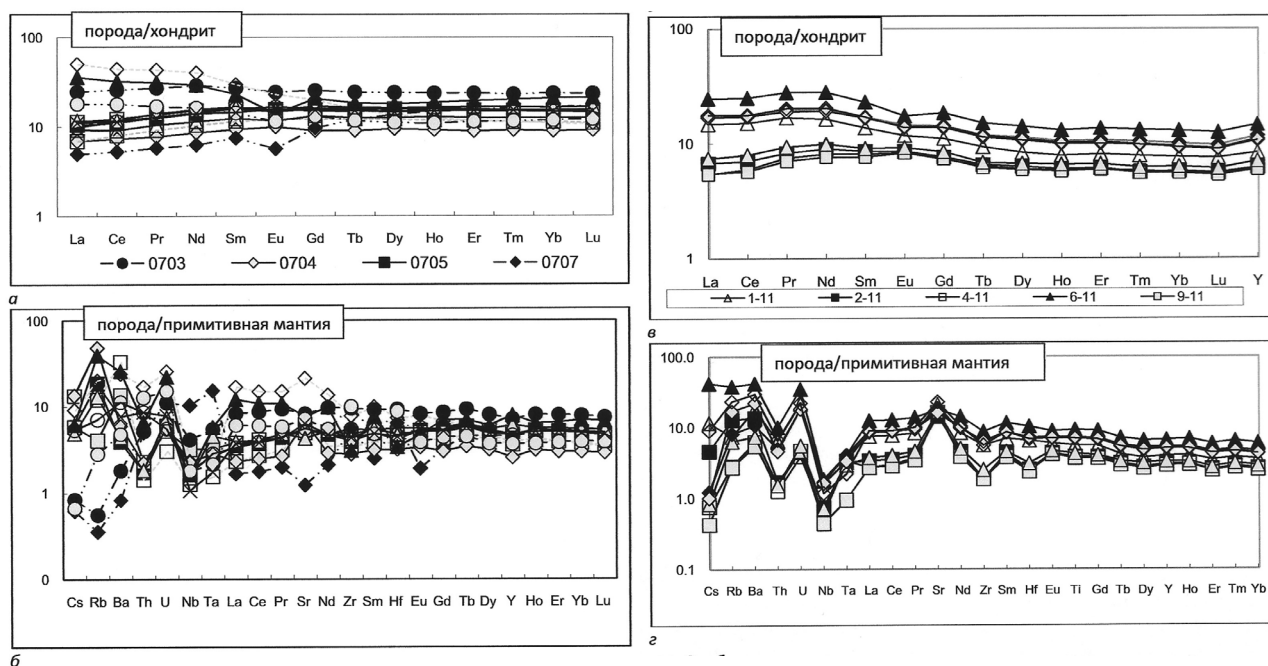 порода/хондрит
100
10
1
La Ce Pr Nd Sm Eu Gd Tb Dy Ho Er Tm Yb Lu
0703 0704 0705 0707
а
порода/примитивная мантия
100
10
1
0
Cs Rb Ba Th U Nb Ta La Ce Pr Sr Nd Zr Sm Hf Eu Gd Tb Dy Y Ho Er Yb Lu
б
порода/хондрит
100
10
1
La Ce Pr Nd Sm Eu Gd Tb Dy Ho Er Tm Yb Lu Y
1-11 2-11 4-11 6-11 9-11
в
порода/примитивная мантия
100.0
10.0
1.0
0.1
Cs Rb Ba Th U Nb Ta La Ce Pr Sr Nd Zr Sm Hf Eu Ti Gd Tb Dy Y Ho Er Tm Yb
г